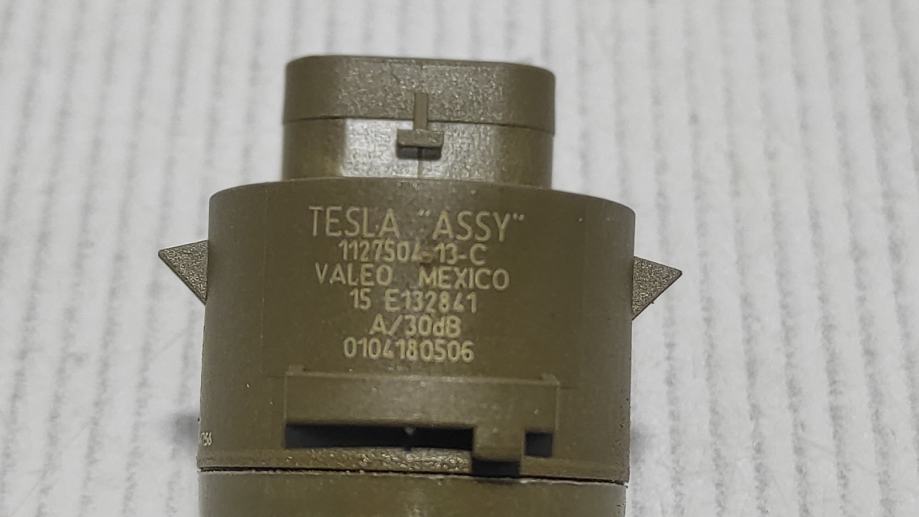 TESLA "ASSY"
1127504-13-C
VALEO MEXICO
15 E132841
A/30dB
0104180506